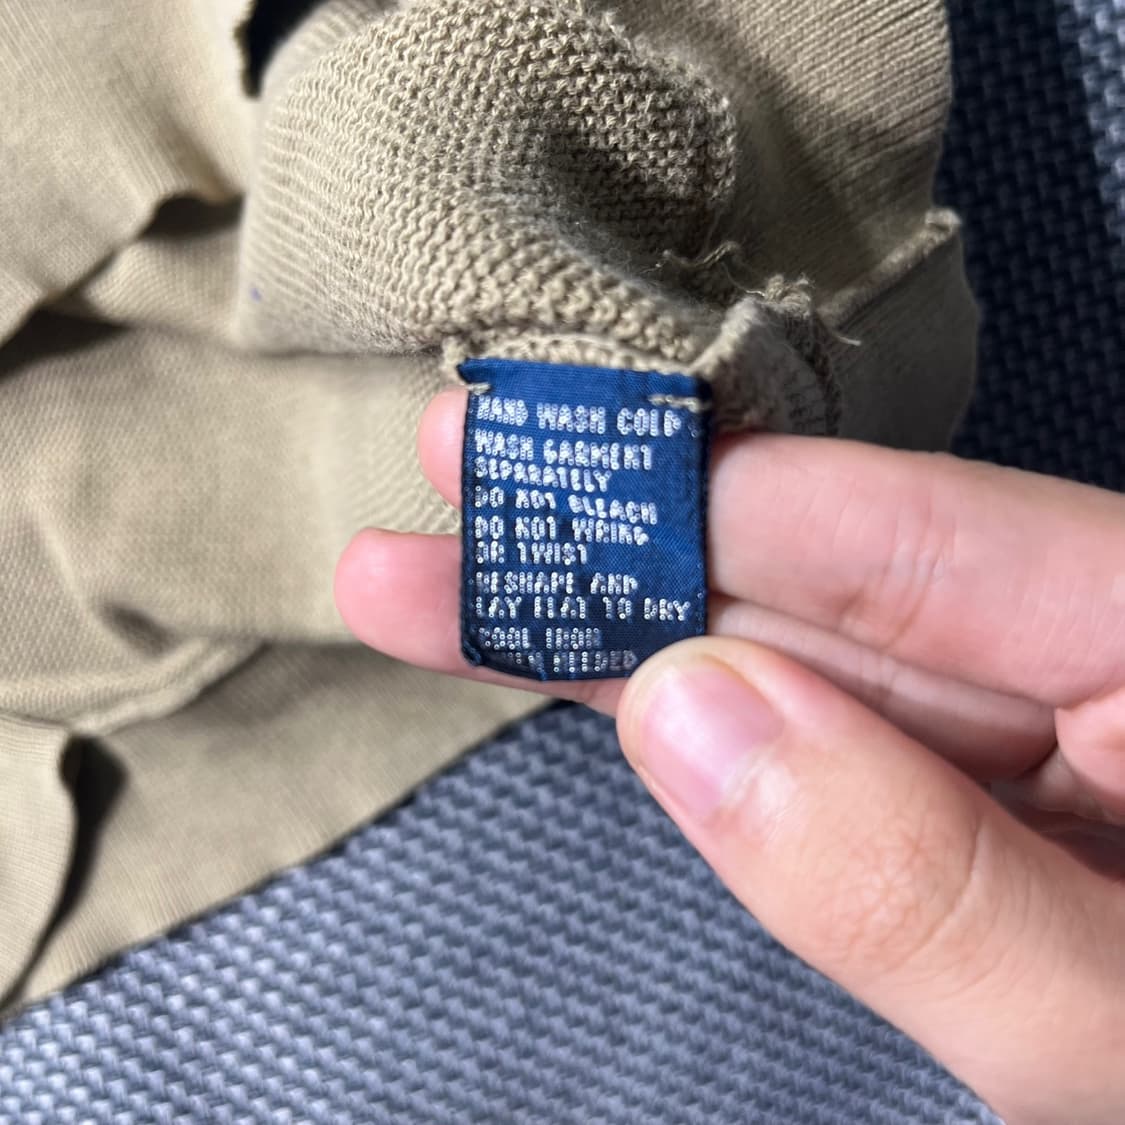 HAND WASH COLD
WASH GARMENT
SEPARATELY
DO NOT BLEACH
DO NOT WRING
OR TWIST
RESHAPE AND
LAY FLAT TO DRY
COOL IRON
WHEN NEEDED